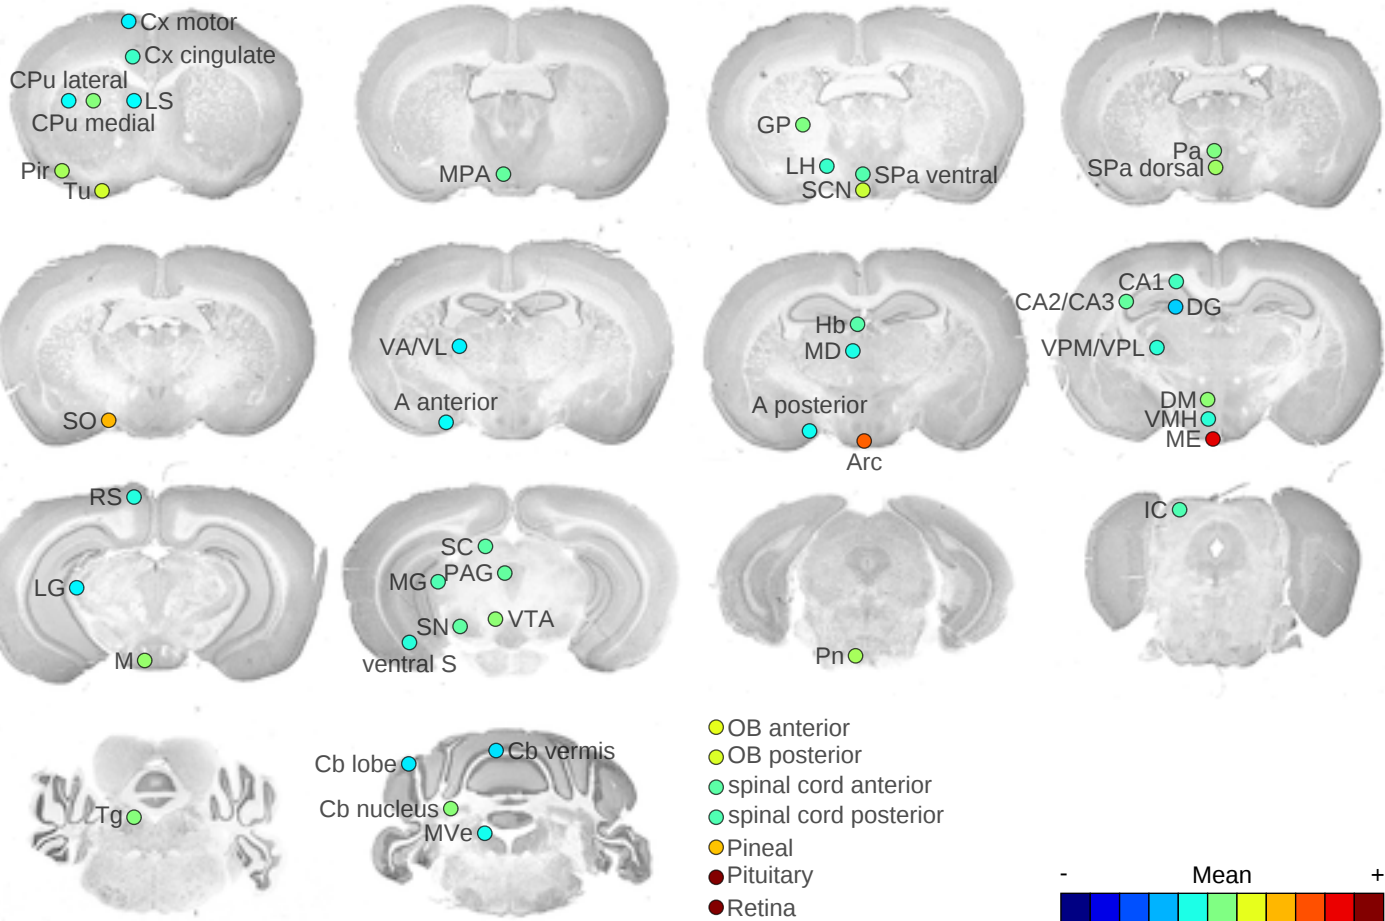 Cx motor
Cx cingulate
CPu lateral
LS
CPu medial
Pir
Tu
MPA
GP
LH
SPa ventral
SCN
Pa
SPa dorsal
SO
VA/VL
A anterior
Hb
MD
A posterior
Arc
CA1
CA2/CA3
DG
VPM/VPL
DM
VMH
ME
RS
LG
M
SC
MG
PAG
SN
VTA
ventral S
Pn
IC
Tg
Cb lobe
Cb vermis
Cb nucleus
MVe
OB anterior
OB posterior
spinal cord anterior
spinal cord posterior
Pineal
Pituitary
Retina
- Mean +